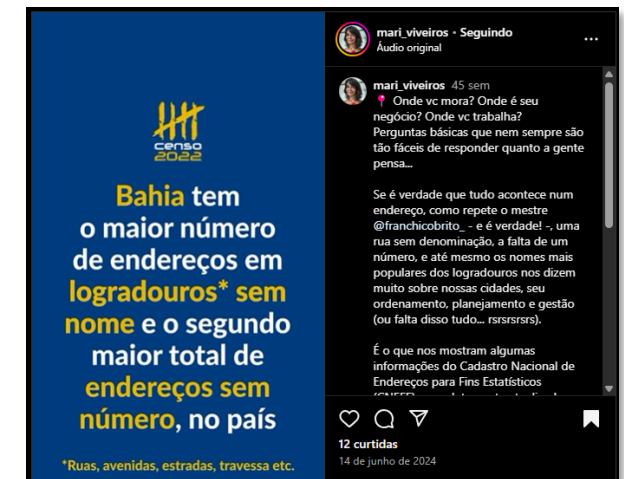 censo
2022
Bahia tem
o maior número
de endereços em
logradouros* sem
nome e o segundo
maior total de
endereços sem
número, no país
*Ruas, avenidas, estradas, travessa etc.
mari_viveiros • Seguindo
Áudio original
mari_viveiros 45 sem
📍 Onde vc mora? Onde é seu
negócio? Onde vc trabalha?
Perguntas básicas que nem sempre são
tão fáceis de responder quanto a gente
pensa...
Se é verdade que tudo acontece num
endereço, como repete o mestre
@franchicobrito_ - e é verdade! -, uma
rua sem denominação, a falta de um
número, e até mesmo os nomes mais
populares dos logradouros nos dizem
muito sobre nossas cidades, seu
ordenamento, planejamento e gestão
(ou falta disso tudo... rsrsrsrsrs).
É o que nos mostram algumas
informações do Cadastro Nacional de
Endereços para Fins Estatísticos
12 curtidas
14 de junho de 2024